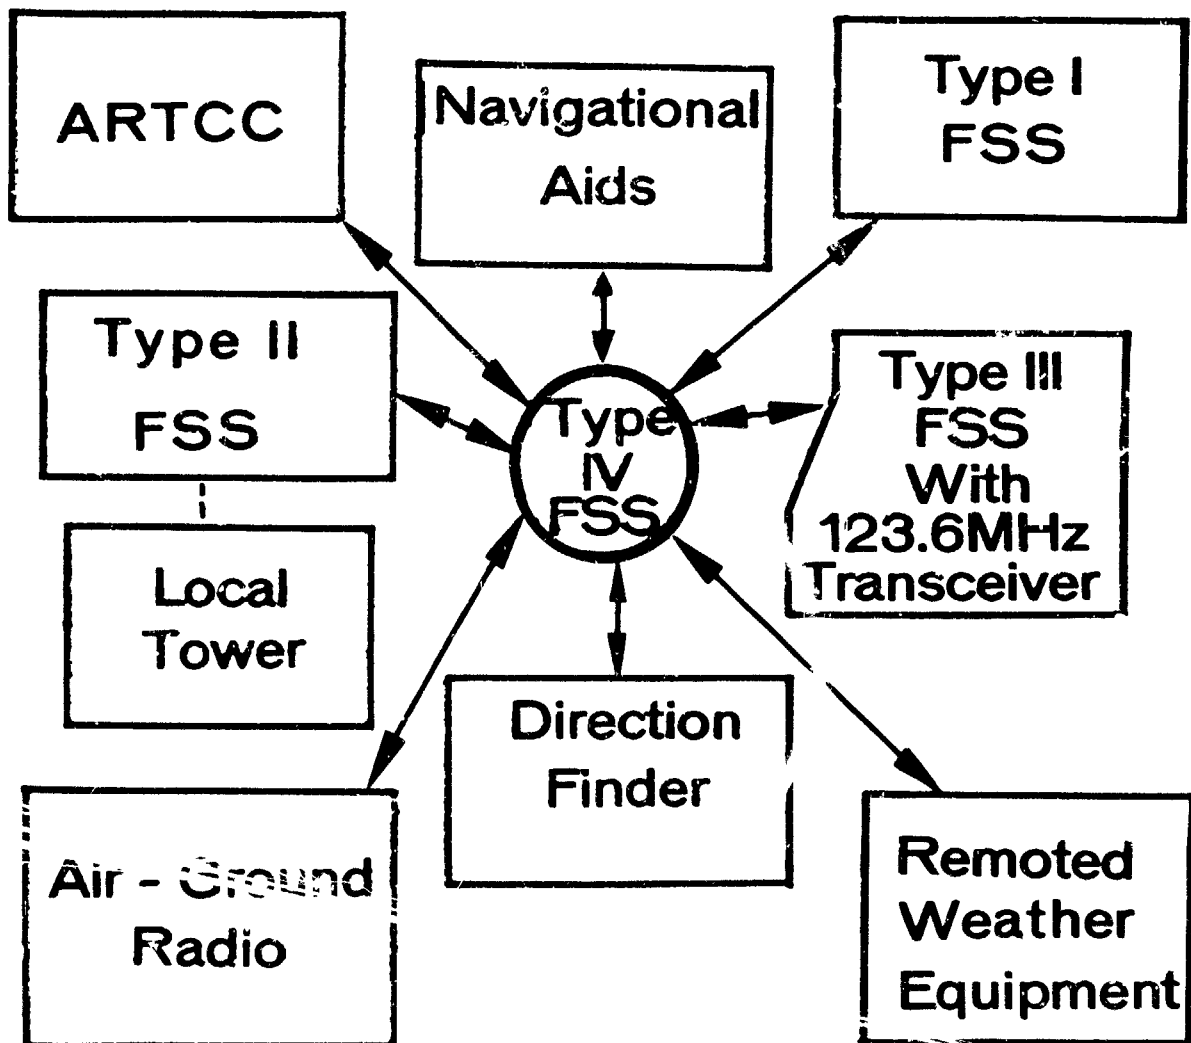 ARTCC
Navigational
Aids
Type I
FSS
Type II
FSS
Type
IV
FSS
Type III
FSS
With
123.6MHz
Transceiver
Local
Tower
Direction
Finder
Air - Ground
Radio
Remoted
Weather
Equipment